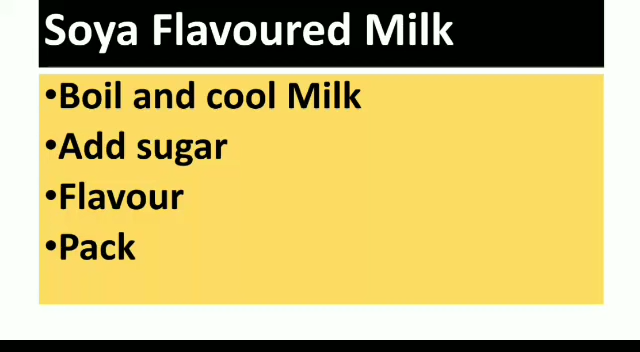 Soya Flavoured Milk
•Boil and cool Milk
•Add sugar
•Flavour
•Pack